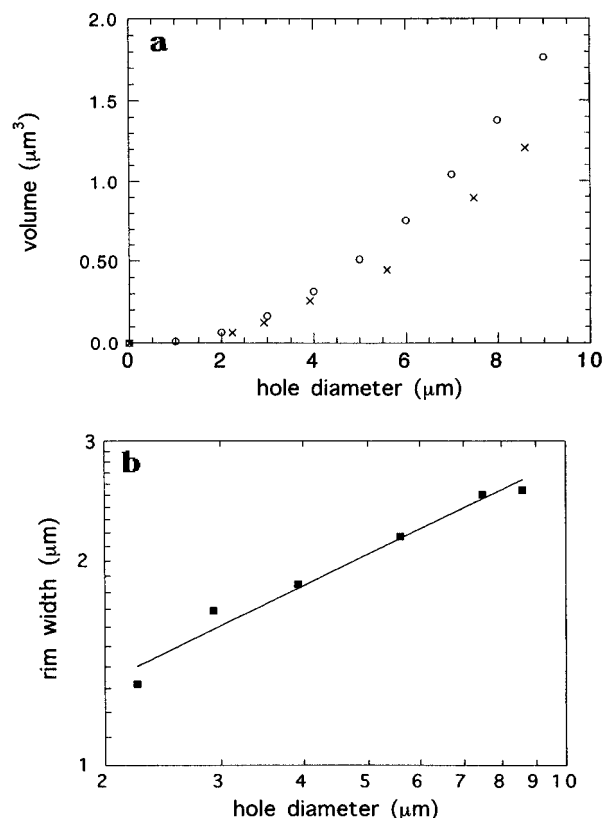 a
2.0
1.5
1.0
0.50
0.0
volume (μm³)
0 2 4 6 8 10
hole diameter (μm)
b
3
2
1
rim width (μm)
2 3 4 5 6 7 8 9 10
hole diameter (μm)